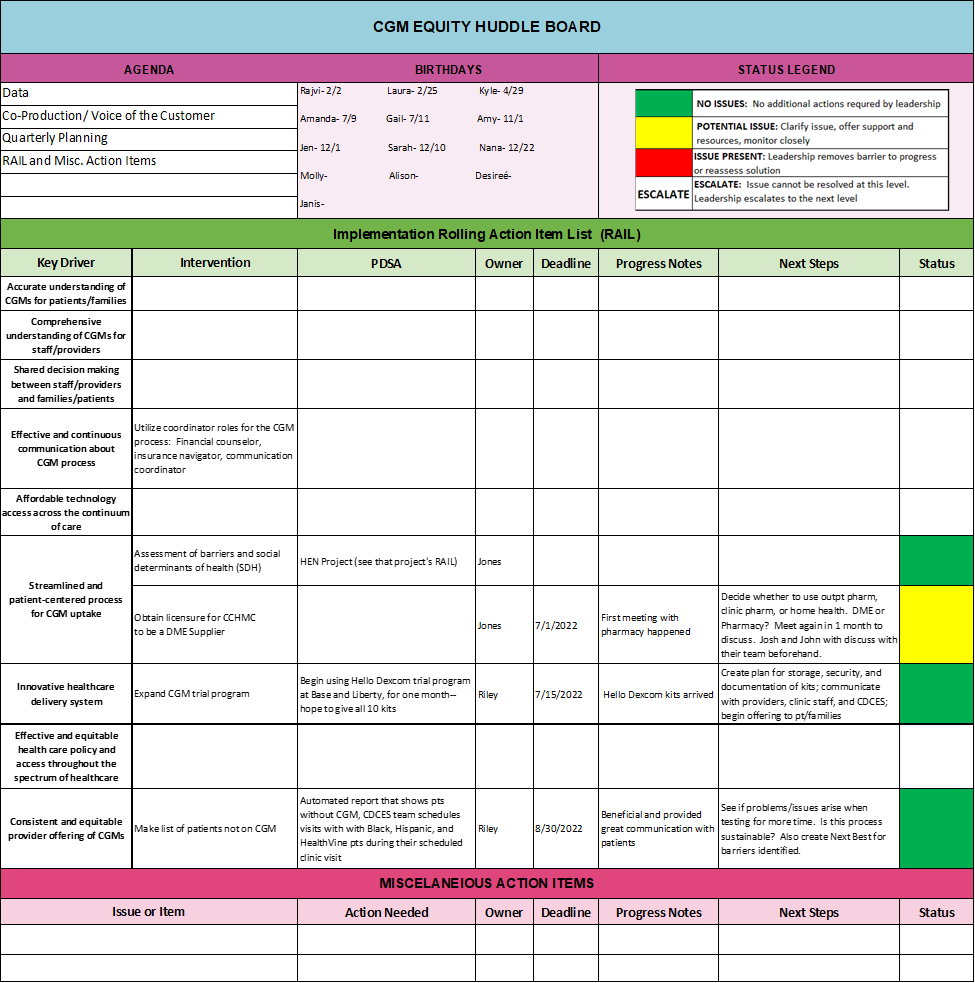 CGM EQUITY HUDDLE BOARD
AGENDA
BIRTHDAYS
STATUS LEGEND
Data
Co-Production/ Voice of the Customer
Quarterly Planning
RAIL and Misc. Action Items
Rajvi- 2/2 Laura- 2/25 Kyle- 4/29
Amanda- 7/9 Gail- 7/11 Amy- 11/1
Jen- 12/1 Sarah- 12/10 Nana- 12/22
Molly- Alison- Desireé-
Janis-
NO ISSUES: No additional actions requred by leadership
POTENTIAL ISSUE: Clarify issue, offer support and
resources, monitor closely
ISSUE PRESENT: Leadership removes barrier to progress
or reassess solution
ESCALATE
ESCALATE: Issue cannot be resolved at this level.
Leadership escalates to the next level
Implementation Rolling Action Item List (RAIL)
Key Driver
Intervention
PDSA
Owner
Deadline
Progress Notes
Next Steps
Status
Accurate understanding of
CGMs for patients/families
Comprehensive
understanding of CGMs for
staff/providers
Shared decision making
between staff/providers
and families/patients
Effective and continuous
communication about
CGM process
Utilize coordinator roles for the CGM
process: Financial counselor,
insurance navigator, communication
coordinator
Affordable technology
access across the continuum
of care
Streamlined and
patient-centered process
for CGM uptake
Assessment of barriers and social
determinants of health (SDH)
HEN Project (see that project's RAIL)
Jones
Obtain licensure for CCHMC
to be a DME Supplier
Jones
7/1/2022
First meeting with
pharmacy happened
Decide whether to use outpt pharm,
clinic pharm, or home health. DME or
Pharmacy? Meet again in 1 month to
discuss. Josh and John with discuss with
their team beforehand.
Innovative healthcare
delivery system
Expand CGM trial program
Begin using Hello Dexcom trial program
at Base and Liberty, for one month--
hope to give all 10 kits
Riley
7/15/2022
Hello Dexcom kits arrived
Create plan for storage, security, and
documentation of kits; communicate
with providers, clinic staff, and CDCES;
begin offering to pt/families
Effective and equitable
health care policy and
access throughout the
spectrum of healthcare
Consistent and equitable
provider offering of CGMs
Make list of patients not on CGM
Automated report that shows pts
without CGM, CDCES team schedules
visits with with Black, Hispanic, and
HealthVine pts during their scheduled
clinic visit
Riley
8/30/2022
Beneficial and provided
great communication with
patients
See if problems/issues arise when
testing for more time. Is this process
sustainable? Also create Next Best for
barriers identified.
MISCELANEIOUS ACTION ITEMS
Issue or Item
Action Needed
Owner
Deadline
Progress Notes
Next Steps
Status